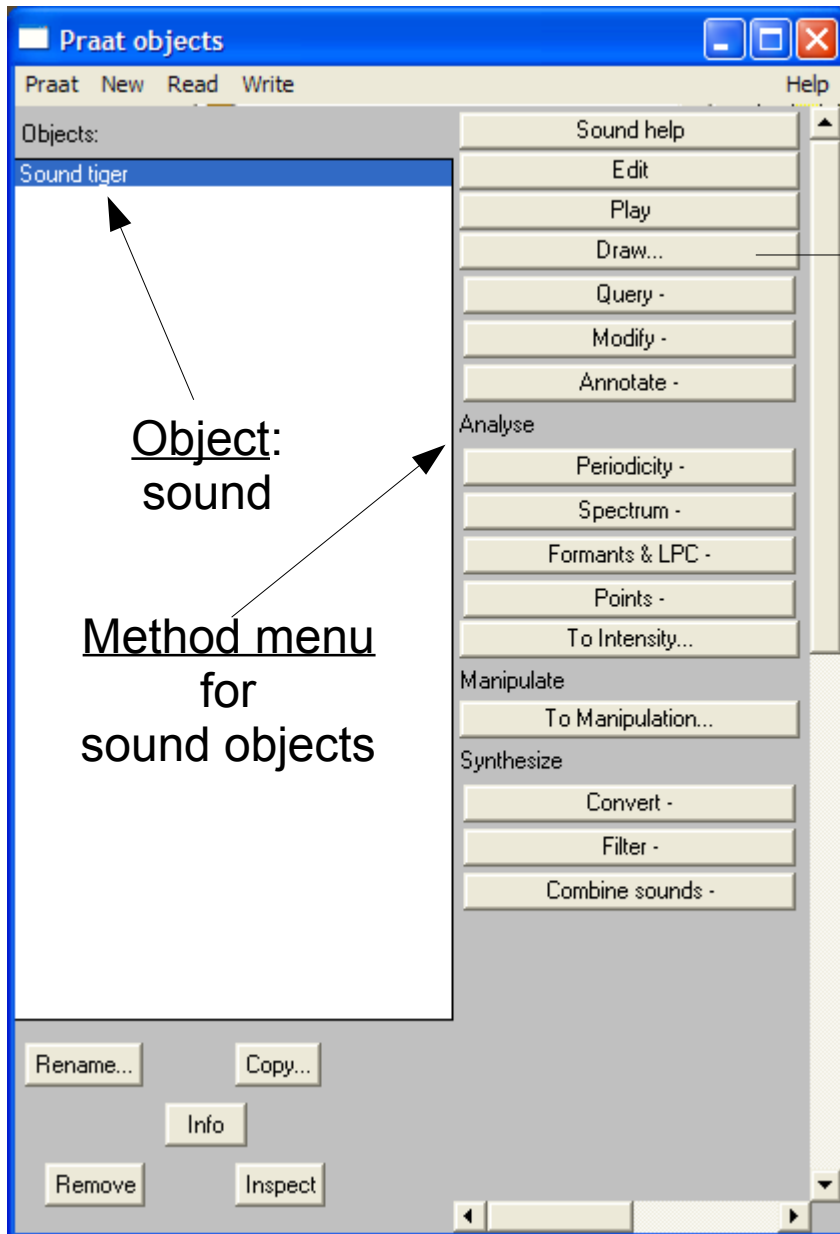 Praat objects
Praat New Read Write Help
Objects:
Sound tiger
Object:
sound
Method menu
for
sound objects
Sound help
Edit
Play
Draw...
Query -
Modify -
Annotate -
Analyse
Periodicity -
Spectrum -
Formants & LPC -
Points -
To Intensity...
Manipulate
To Manipulation...
Synthesize
Convert -
Filter -
Combine sounds -
Rename... Copy...
Info
Remove Inspect